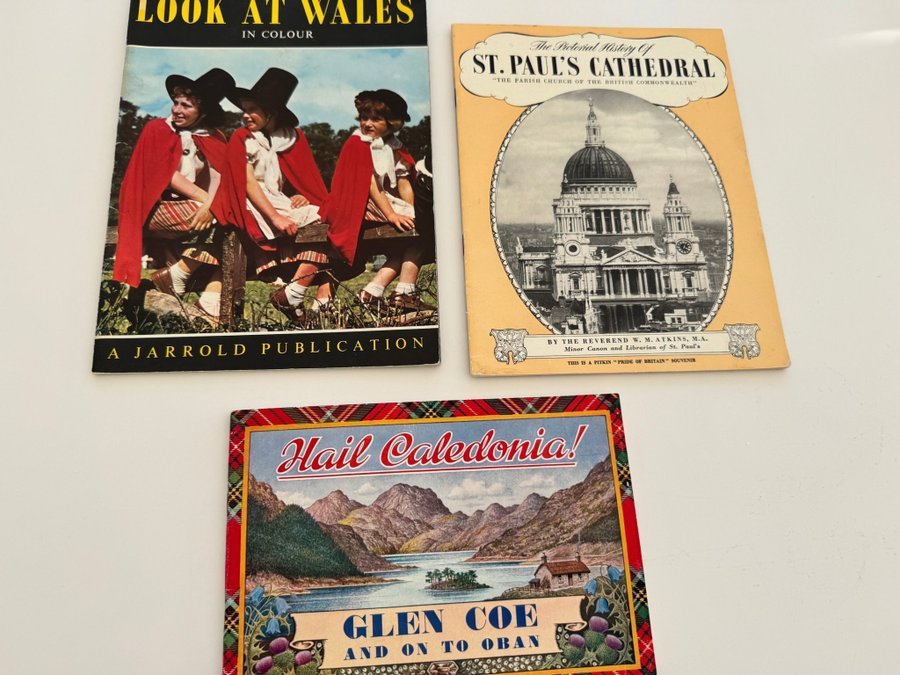 LOOK AT WALES
IN COLOUR
A JARROLD PUBLICATION
The Pictorial History Of
ST. PAUL'S CATHEDRAL
"THE PARISH CHURCH OF THE BRITISH COMMONWEALTH"
BY THE REVEREND W. M. ATKINS, M.A.
Minor Canon and Librarian of St. Paul's
THIS IS A PITKIN "PRIDE OF BRITAIN" SOUVENIR
Hail Caledonia!
GLEN COE
AND ON TO OBAN